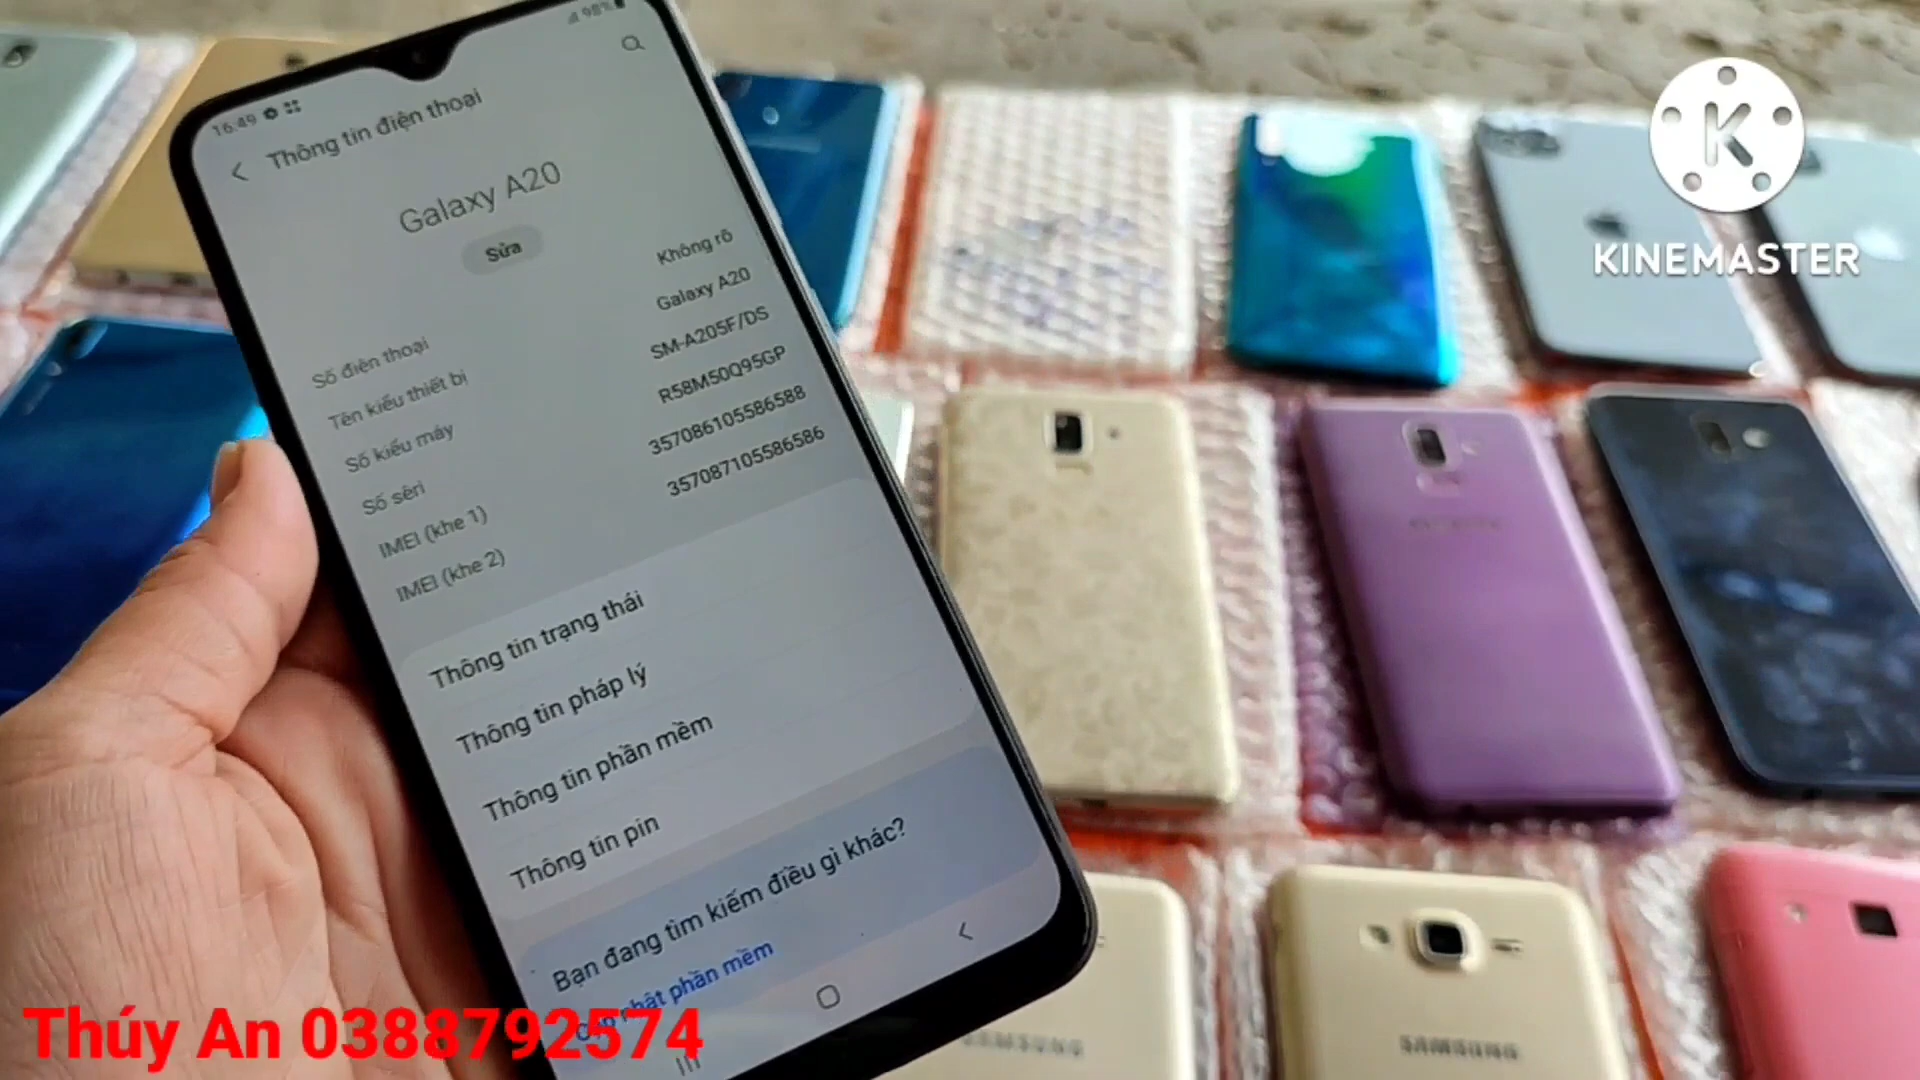 16:49
98%
Thông tin điện thoại
Galaxy A20
Sửa
Số điện thoại Không rõ
Tên kiểu thiết bị Galaxy A20
Số kiểu máy SM-A205F/DS
Số sêri R58M50Q95GP
IMEI (khe 1) 357086105586588
IMEI (khe 2) 357087105586586
Thông tin trạng thái
Thông tin pháp lý
Thông tin phần mềm
Thông tin pin
Bạn đang tìm kiếm điều gì khác?
Cập nhật phần mềm
K
KINEMASTER
SAMSUNG
SAMSUNG
Thúy An 0388792574